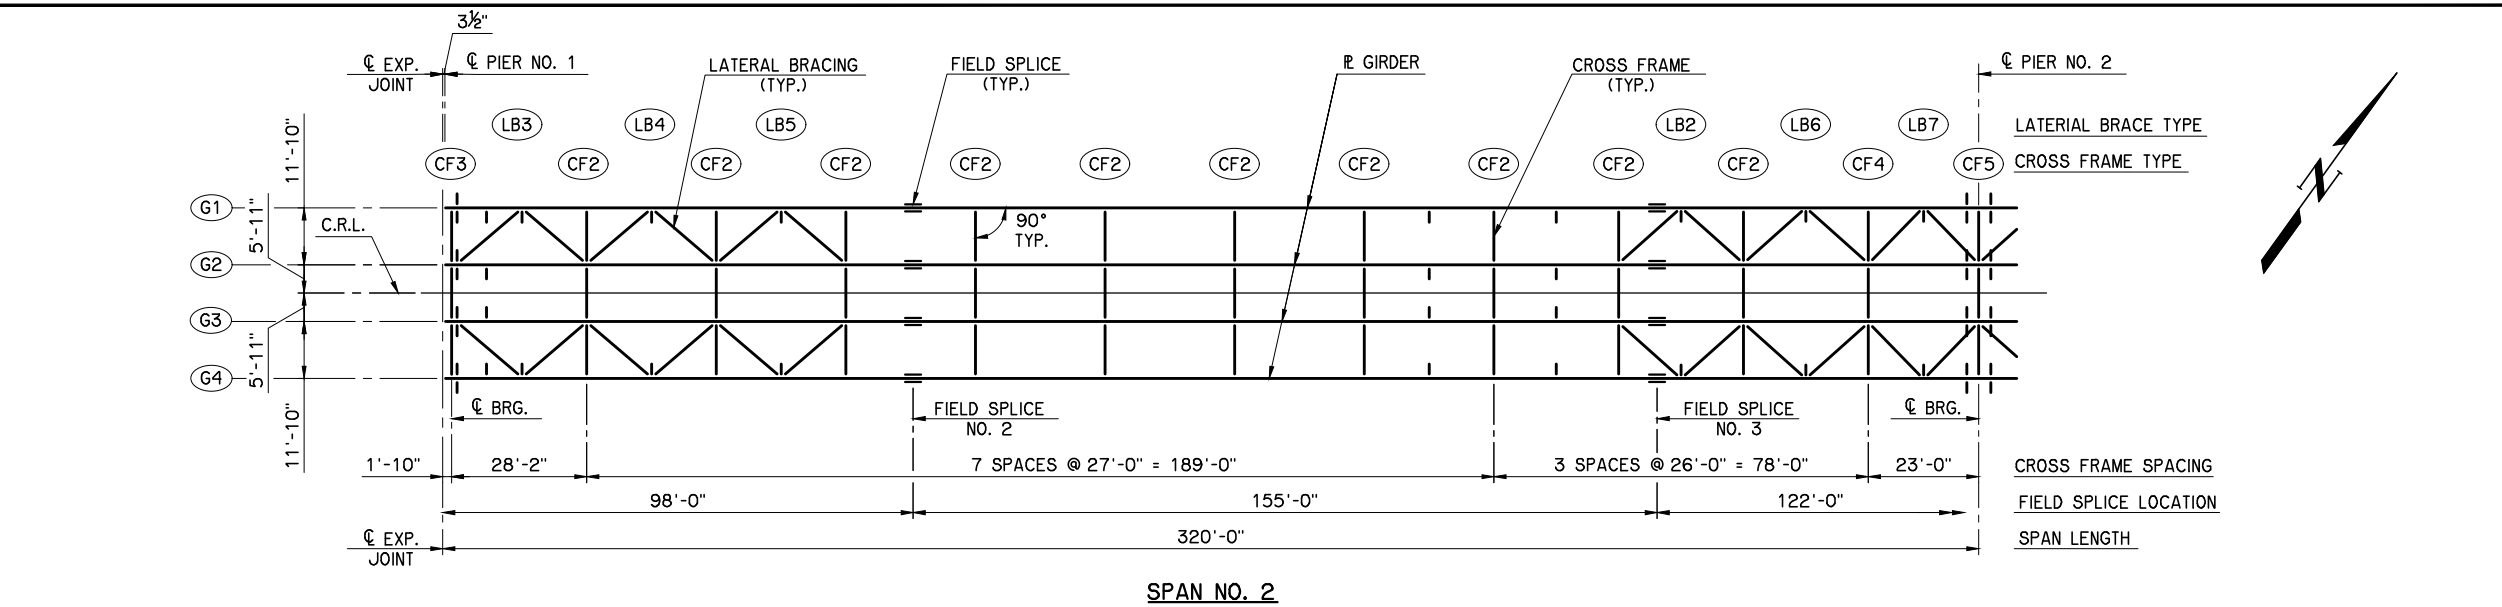 3½"
℄ EXP.
JOINT
℄ PIER NO. 1
LATERAL BRACING
(TYP.)
FIELD SPLICE
(TYP.)
℄ GIRDER
CROSS FRAME
(TYP.)
℄ PIER NO. 2
LB3 LB4 LB5 LB2 LB6 LB7 LATERIAL BRACE TYPE
CF3 CF2 CF2 CF2 CF2 CF2 CF2 CF2 CF2 CF2 CF2 CF4 CF5 CROSS FRAME TYPE
11'-10"
G1
5'-11"
C.R.L.
90°
TYP.
G2
G3
5'-11"
G4
11'-10"
℄ BRG.
FIELD SPLICE
NO. 2
FIELD SPLICE
NO. 3
℄ BRG.
1'-10" 28'-2" 7 SPACES @ 27'-0" = 189'-0" 3 SPACES @ 26'-0" = 78'-0" 23'-0" CROSS FRAME SPACING
98'-0" 155'-0" 122'-0" FIELD SPLICE LOCATION
℄ EXP.
JOINT
320'-0" SPAN LENGTH
SPAN NO. 2